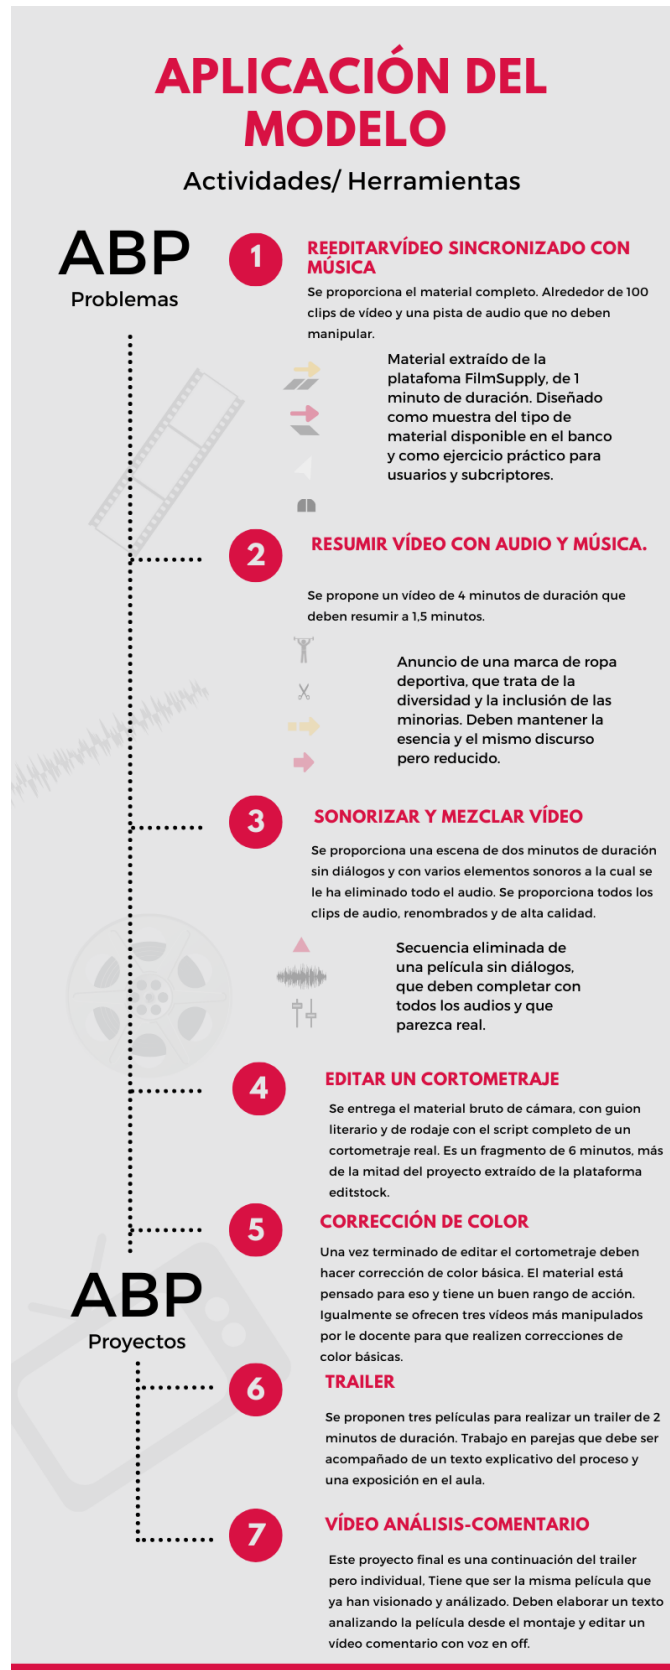 APLICACIÓN DEL
MODELO
Actividades/ Herramientas
ABP
Problemas
1
REEDITARVÍDEO SINCRONIZADO CON
MÚSICA
Se proporciona el material completo. Alrededor de 100
clips de vídeo y una pista de audio que no deben
manipular.
Material extraído de la
platafoma FilmSupply, de 1
minuto de duración. Diseñado
como muestra del tipo de
material disponible en el banco
y como ejercicio práctico para
usuarios y subcriptores.
2
RESUMIR VÍDEO CON AUDIO Y MÚSICA.
Se propone un vídeo de 4 minutos de duración que
deben resumir a 1,5 minutos.
Anuncio de una marca de ropa
deportiva, que trata de la
diversidad y la inclusión de las
minorias. Deben mantener la
esencia y el mismo discurso
pero reducido.
3
SONORIZAR Y MEZCLAR VÍDEO
Se proporciona una escena de dos minutos de duración
sin diálogos y con varios elementos sonoros a la cual se
le ha eliminado todo el audio. Se proporciona todos los
clips de audio, renombrados y de alta calidad.
Secuencia eliminada de
una película sin diálogos,
que deben completar con
todos los audios y que
parezca real.
4
EDITAR UN CORTOMETRAJE
Se entrega el material bruto de cámara, con guion
literario y de rodaje con el script completo de un
cortometraje real. Es un fragmento de 6 minutos, más
de la mitad del proyecto extraído de la plataforma
editstock.
5
CORRECCIÓN DE COLOR
Una vez terminado de editar el cortometraje deben
hacer corrección de color básica. El material está
pensado para eso y tiene un buen rango de acción.
Igualmente se ofrecen tres vídeos más manipulados
por le docente para que realizen correcciones de
color básicas.
ABP
Proyectos
6
TRAILER
Se proponen tres películas para realizar un trailer de 2
minutos de duración. Trabajo en parejas que debe ser
acompañado de un texto explicativo del proceso y
una exposición en el aula.
7
VÍDEO ANÁLISIS-COMENTARIO
Este proyecto final es una continuación del trailer
pero individual, Tiene que ser la misma película que
ya han visionado y análizado. Deben elaborar un texto
analizando la película desde el montaje y editar un
vídeo comentario con voz en off.